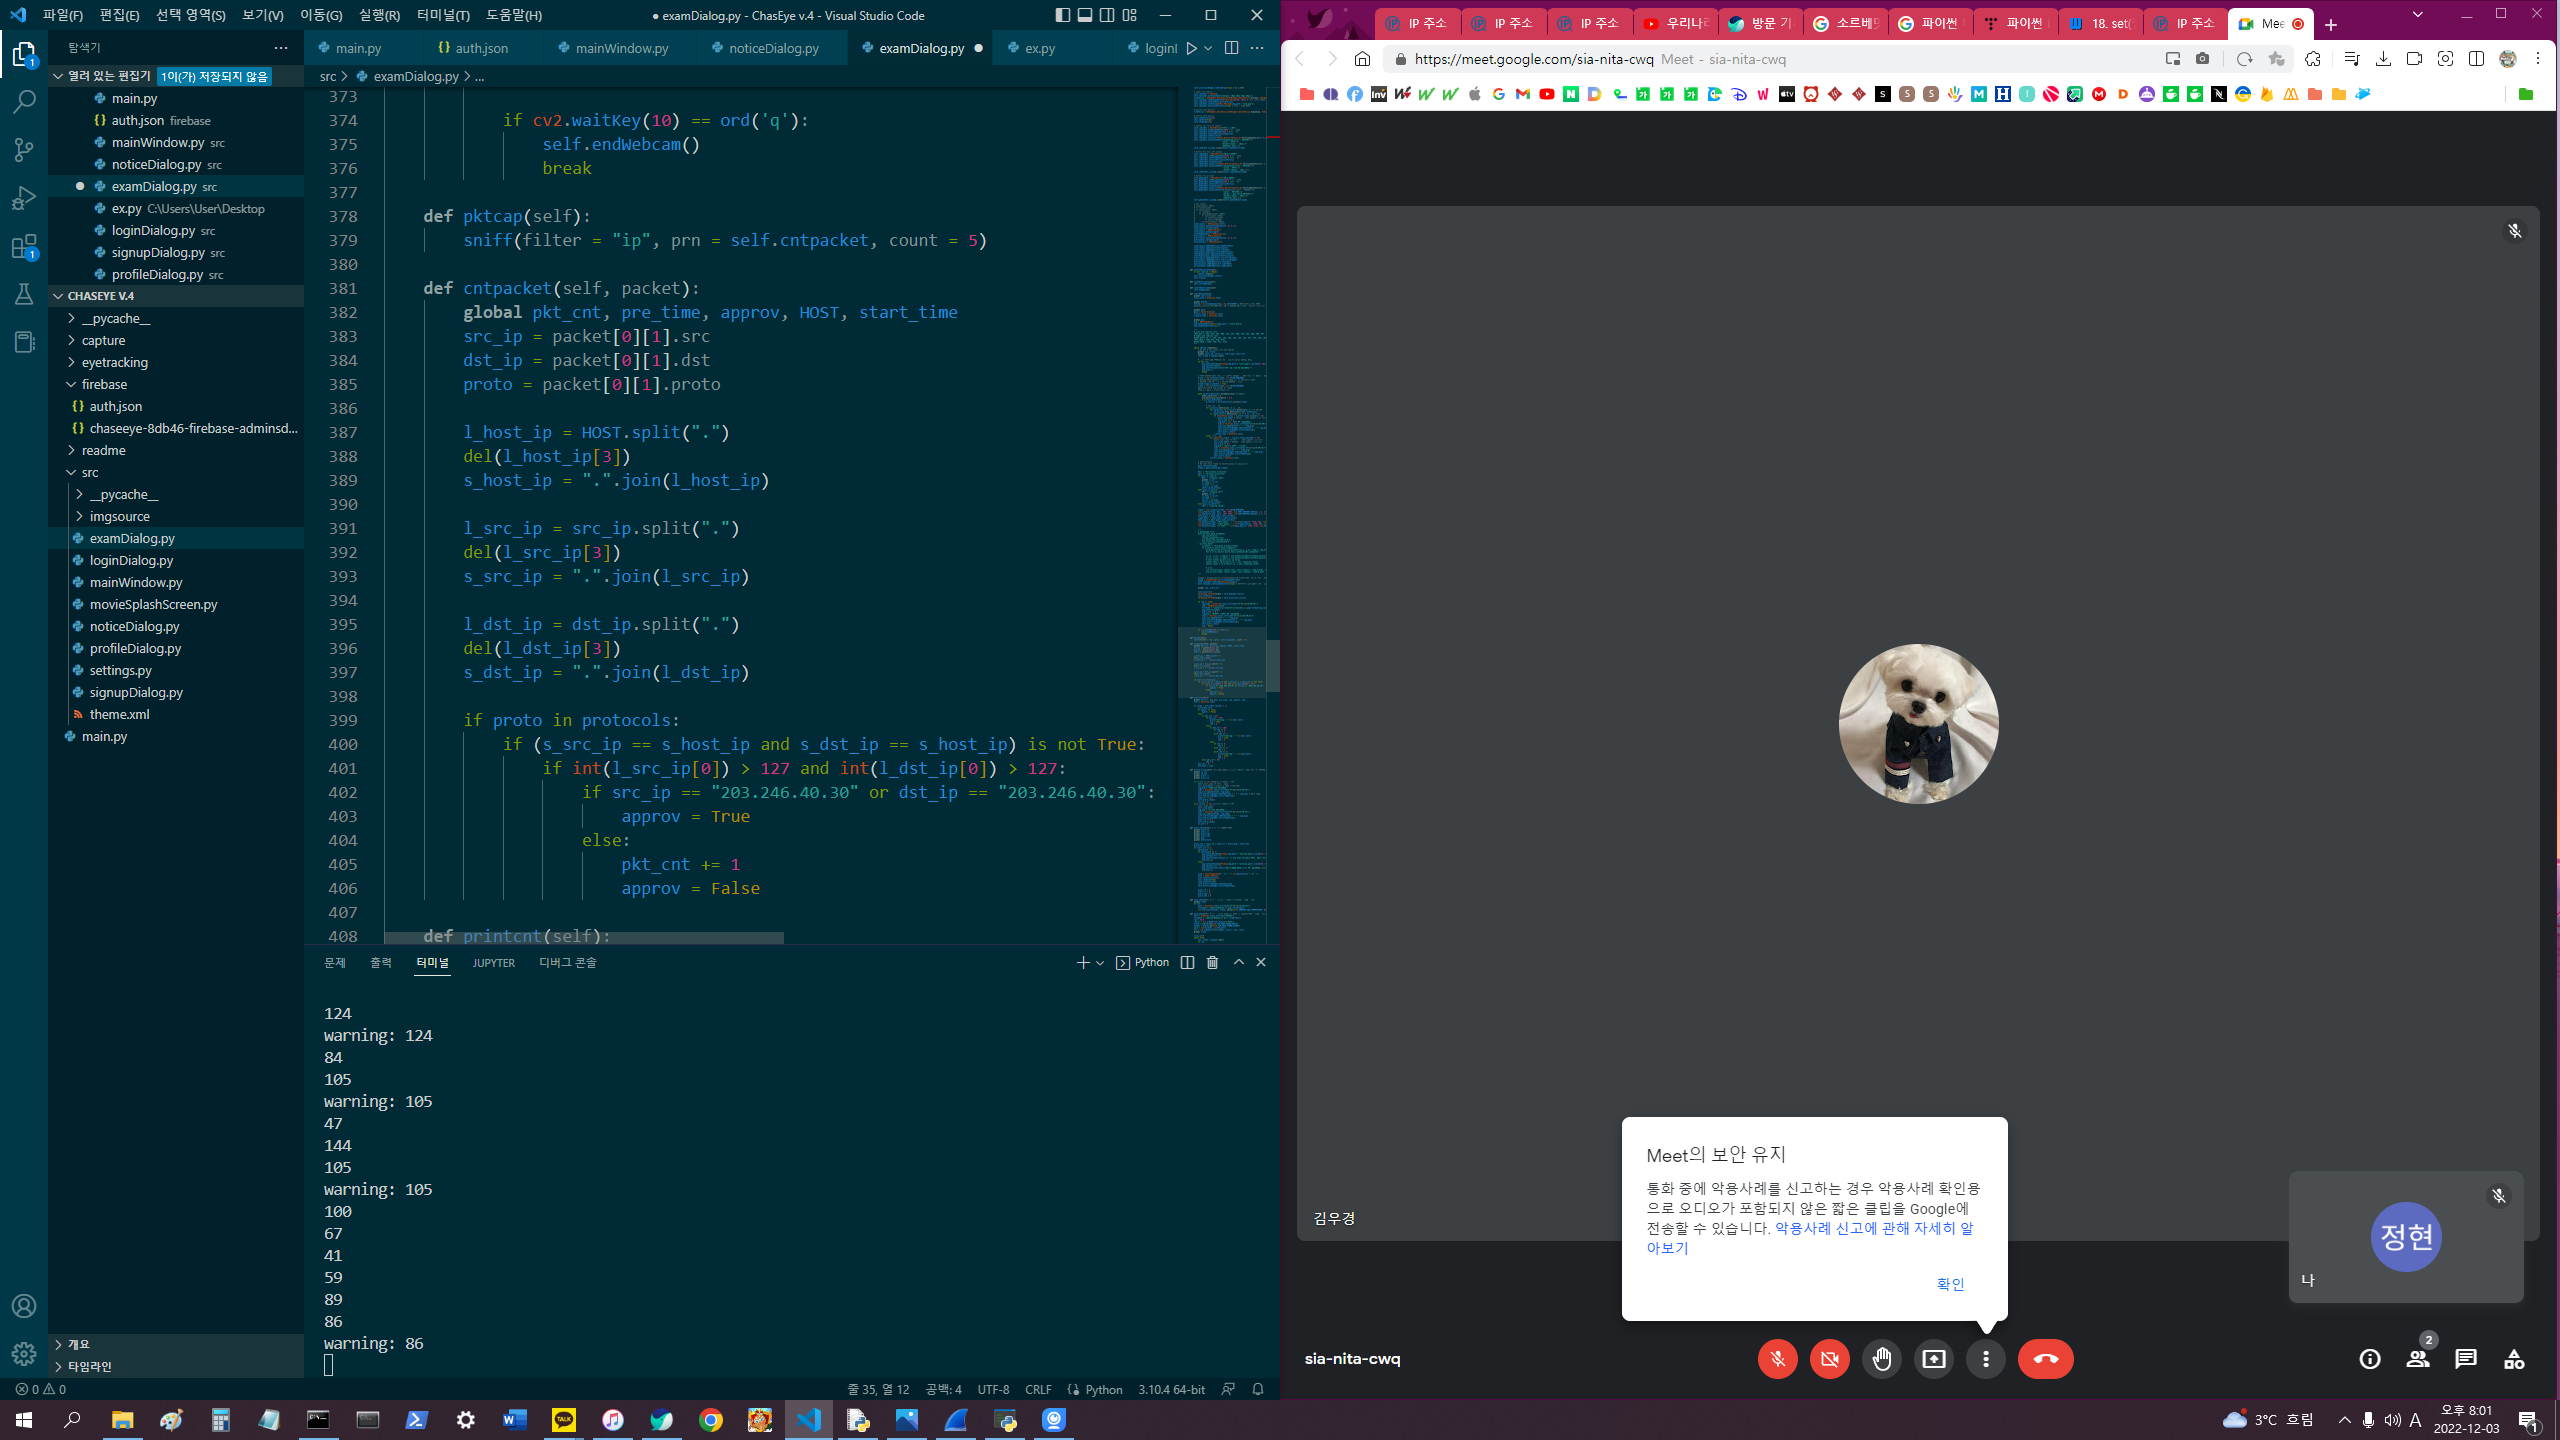 파일(F) 편집(E) 선택 영역(S) 보기(V) 이동(G) 실행(R) 터미널(T) 도움말(H)
● examDialog.py - ChasEye v.4 - Visual Studio Code
탐색기
열려 있는 편집기 1이(가) 저장되지 않음
main.py
auth.json firebase
mainWindow.py src
noticeDialog.py src
examDialog.py src
ex.py C:\Users\User\Desktop
loginDialog.py src
signupDialog.py src
profileDialog.py src
CHASEYE V.4
__pycache__
capture
eyetracking
firebase
auth.json
chaseeye-8db46-firebase-adminsd...
readme
src
__pycache__
imgsource
examDialog.py
loginDialog.py
mainWindow.py
movieSplashScreen.py
noticeDialog.py
profileDialog.py
settings.py
signupDialog.py
theme.xml
main.py
개요
타임라인
main.py auth.json mainWindow.py noticeDialog.py examDialog.py ex.py loginI
src > examDialog.py > ...
373
374 if cv2.waitKey(10) == ord('q'):
375 self.endWebcam()
376 break
377
378 def pktcap(self):
379 sniff(filter = "ip", prn = self.cntpacket, count = 5)
380
381 def cntpacket(self, packet):
382 global pkt_cnt, pre_time, approv, HOST, start_time
383 src_ip = packet[0][1].src
384 dst_ip = packet[0][1].dst
385 proto = packet[0][1].proto
386
387 l_host_ip = HOST.split(".")
388 del(l_host_ip[3])
389 s_host_ip = ".".join(l_host_ip)
390
391 l_src_ip = src_ip.split(".")
392 del(l_src_ip[3])
393 s_src_ip = ".".join(l_src_ip)
394
395 l_dst_ip = dst_ip.split(".")
396 del(l_dst_ip[3])
397 s_dst_ip = ".".join(l_dst_ip)
398
399 if proto in protocols:
400 if (s_src_ip == s_host_ip and s_dst_ip == s_host_ip) is not True:
401 if int(l_src_ip[0]) > 127 and int(l_dst_ip[0]) > 127:
402 if src_ip == "203.246.40.30" or dst_ip == "203.246.40.30":
403 approv = True
404 else:
405 pkt_cnt += 1
406 approv = False
407
408 def printcnt(self):
문제 출력 터미널 JUPYTER 디버그 콘솔
Python
124
warning: 124
84
105
warning: 105
47
144
105
warning: 105
100
67
41
59
89
86
warning: 86
0 0
줄 35, 열 12 공백: 4 UTF-8 CRLF Python 3.10.4 64-bit
IP 주소 IP 주소 IP 주소 우리나라 방문 기 소르베 파이썬 파이썬 18. set( IP 주소 Mee
https://meet.google.com/sia-nita-cwq Meet - sia-nita-cwq
김우경
Meet의 보안 유지
통화 중에 악용사례를 신고하는 경우 악용사례 확인용
으로 오디오가 포함되지 않은 짧은 클립을 Google에
전송할 수 있습니다. 악용사례 신고에 관해 자세히 알
아보기
확인
정현
나
sia-nita-cwq
2
3°C 흐림
A
오후 8:01
2022-12-03
1